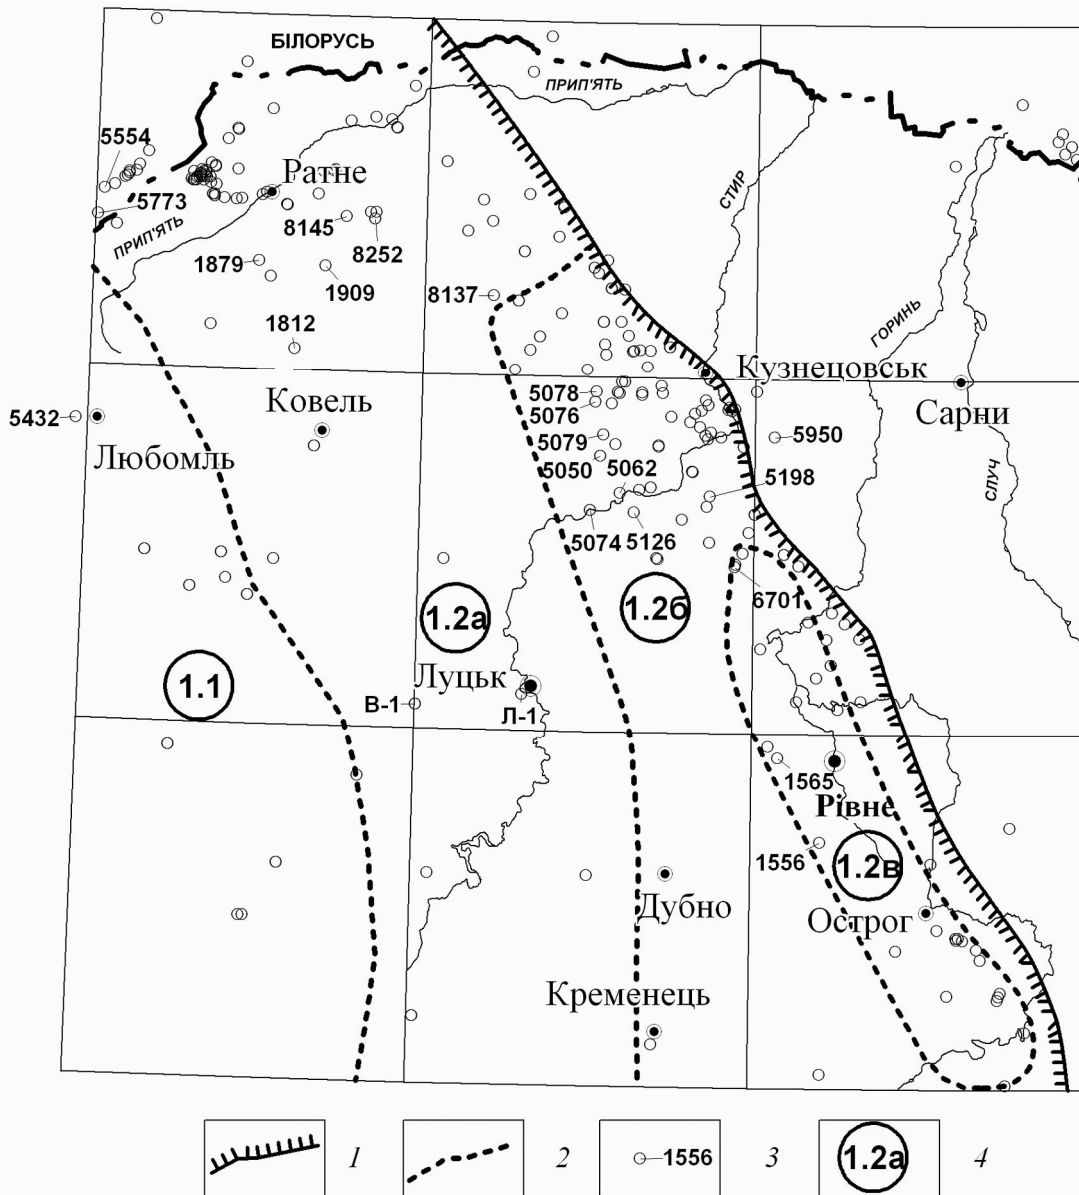 БІЛОРУСЬ
ПРИП'ЯТЬ
5554
Ратне
СТИР
5773
ПРИП'ЯТЬ
8145
8252
1879
1909
8137
1812
ГОРИНЬ
Кузнецовськ
Ковель
5078
5076
Сарни
5432
Любомль
5079
5950
5050
5062
5198
СЛУЧ
5074
5126
1.2а
1.2б
6701
1.1
Луцьк
В-1
Л-1
1565
Рівне
1556
1.2в
Дубно
Острог
Кременець
1
2
1556
3
1.2а
4